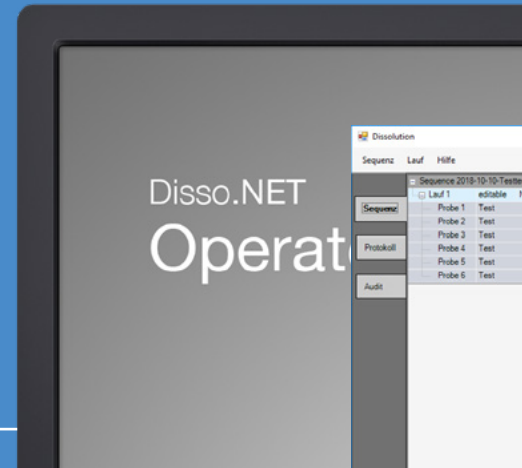 Disso.NET
Operat
Dissolution
Sequenz Lauf Hilfe
Sequence 2018-10-10-Testte
Lauf 1 editable
Probe 1 Test
Sequenz
Probe 2 Test
Probe 3 Test
Protokoll
Probe 4 Test
Probe 5 Test
Probe 6 Test
Audit